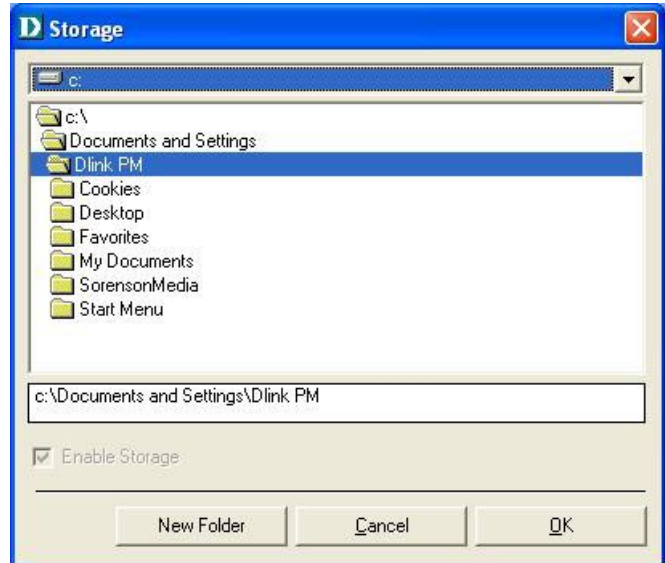 D Storage
c:
c:\
Documents and Settings
Dlink PM
Cookies
Desktop
Favorites
My Documents
SorensonMedia
Start Menu
c:\Documents and Settings\Dlink PM
Enable Storage
New Folder Cancel OK